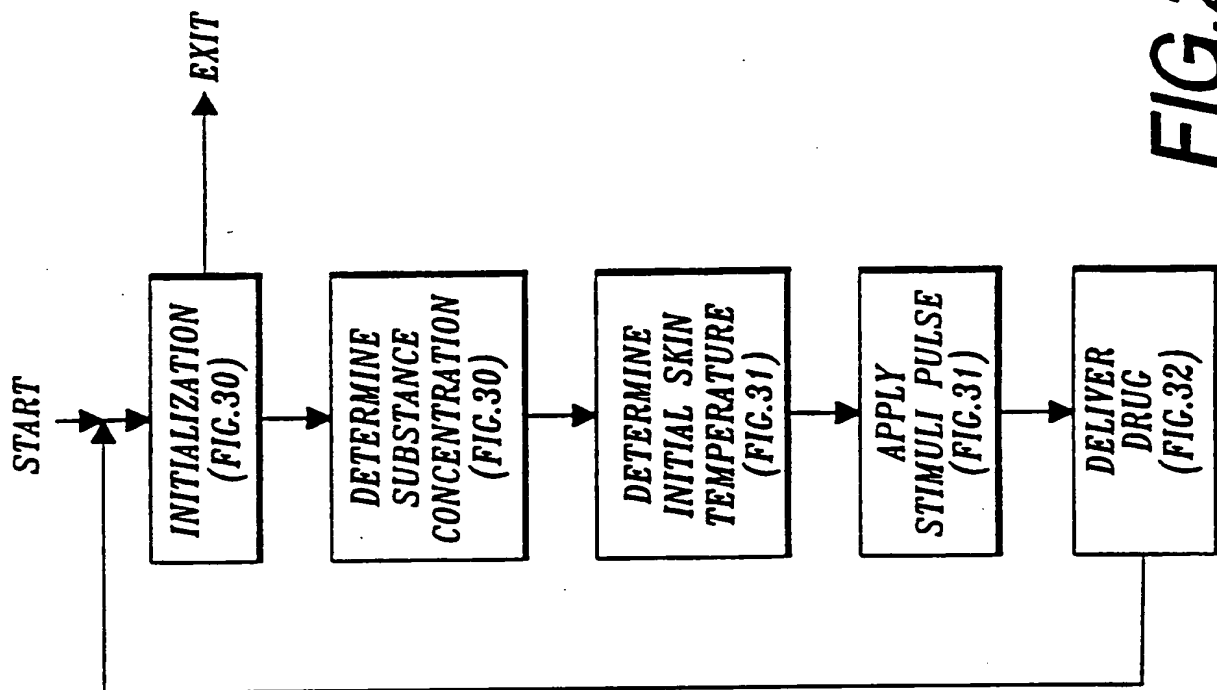 START
INITIALIZATION
(FIG.30)
EXIT
DETERMINE
SUBSTANCE
CONCENTRATION
(FIG.30)
DETERMINE
INITIAL SKIN
TEMPERATURE
(FIG.31)
APPLY
STIMULI PULSE
(FIG.31)
DELIVER
DRUG
(FIG.32)
FIG.